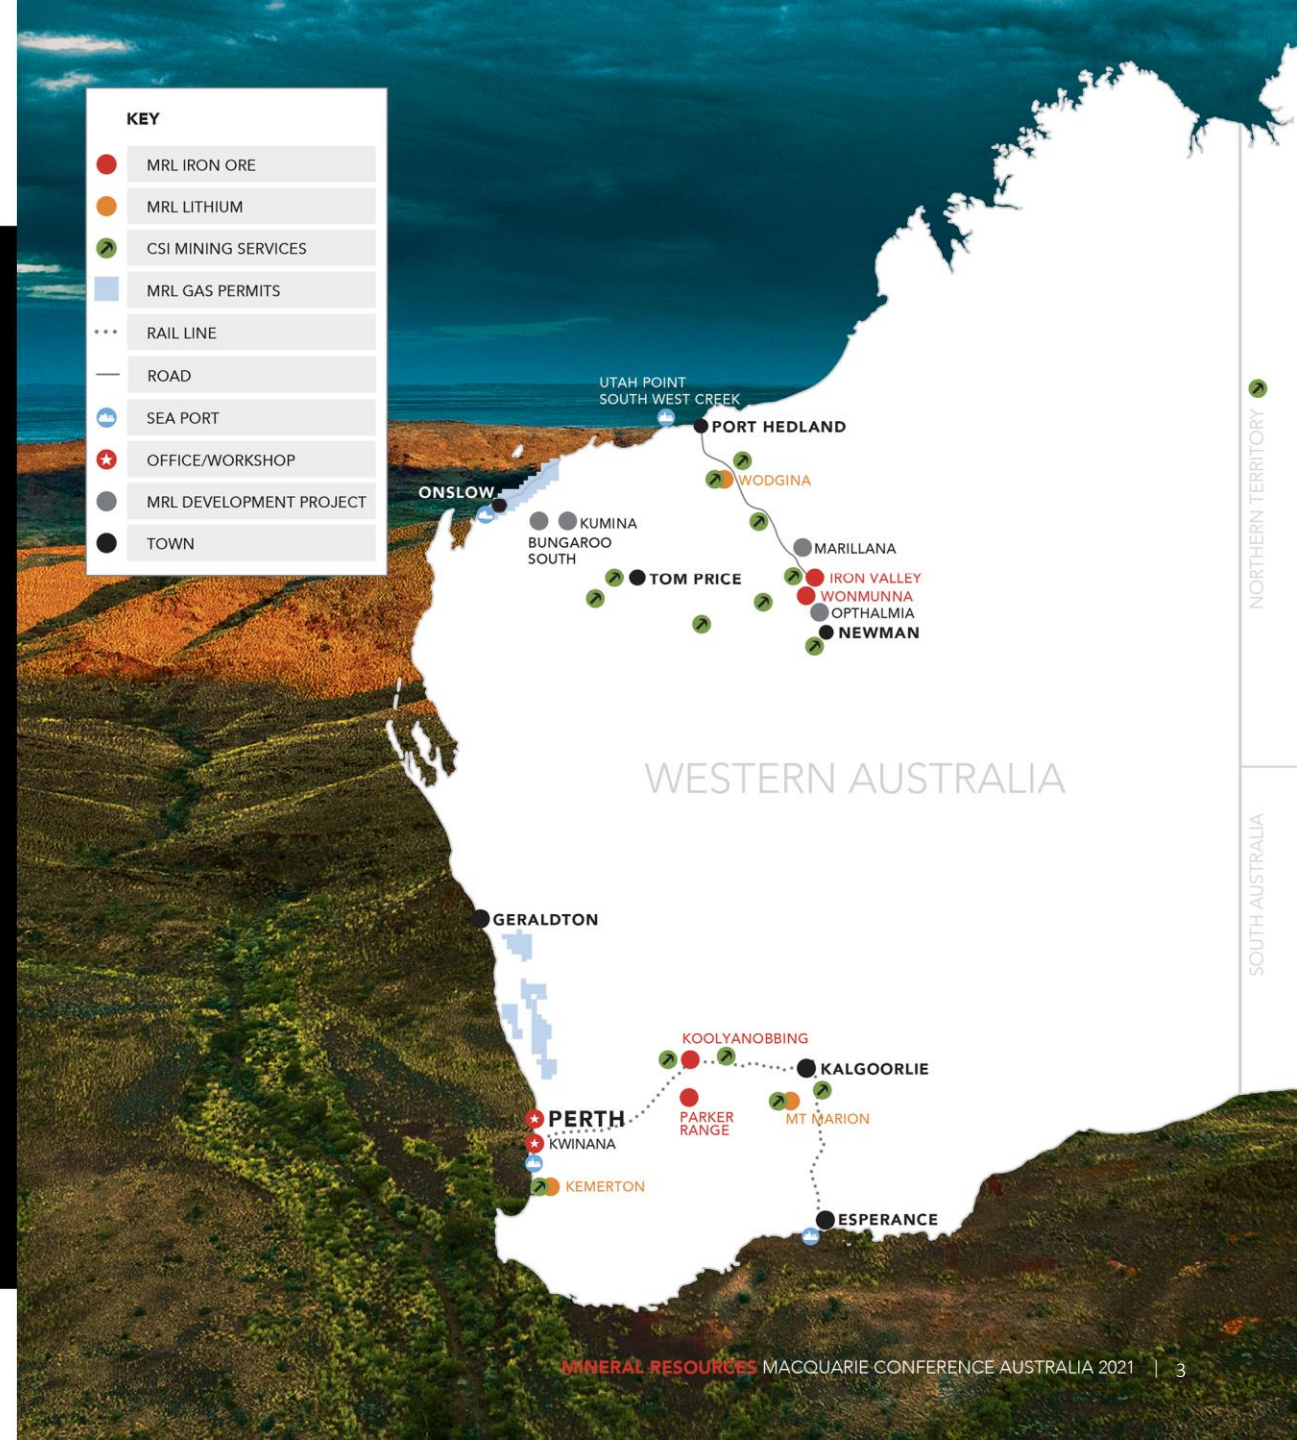 KEY
MRL IRON ORE
MRL LITHIUM
CSI MINING SERVICES
MRL GAS PERMITS
RAIL LINE
ROAD
SEA PORT
OFFICE/WORKSHOP
MRL DEVELOPMENT PROJECT
TOWN
UTAH POINT
SOUTH WEST CREEK
PORT HEDLAND
WODGINA
ONSLOW
KUMINA
BUNGAROO
SOUTH
MARILLANA
TOM PRICE
IRON VALLEY
WONMUNNA
OPTHALMIA
NEWMAN
NORTHERN TERRITORY
WESTERN AUSTRALIA
SOUTH AUSTRALIA
GERALDTON
KOOLYANOBBING
KALGOORLIE
PERTH
PARKER
RANGE
MT MARION
KWINANA
KEMERTON
ESPERANCE
MINERAL RESOURCES MACQUARIE CONFERENCE AUSTRALIA 2021 | 3